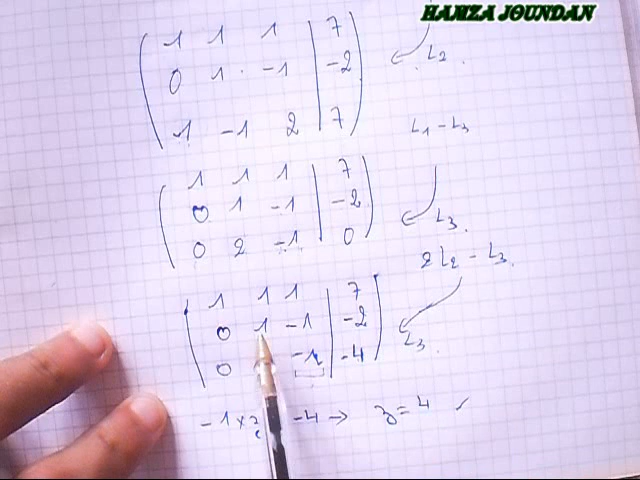 HAMZA JOUNDAN
1 1 1 | 7
0 1 -1 | -2 L2
1 -1 2 | 7 L1 - L3
1 1 1 | 7
0 1 -1 | -2
0 2 -1 | 0 L3
2L2 - L3
1 1 1 | 7
0 1 -1 | -2
0 -1 | -4 L3
-1 × z -4 → z = 4